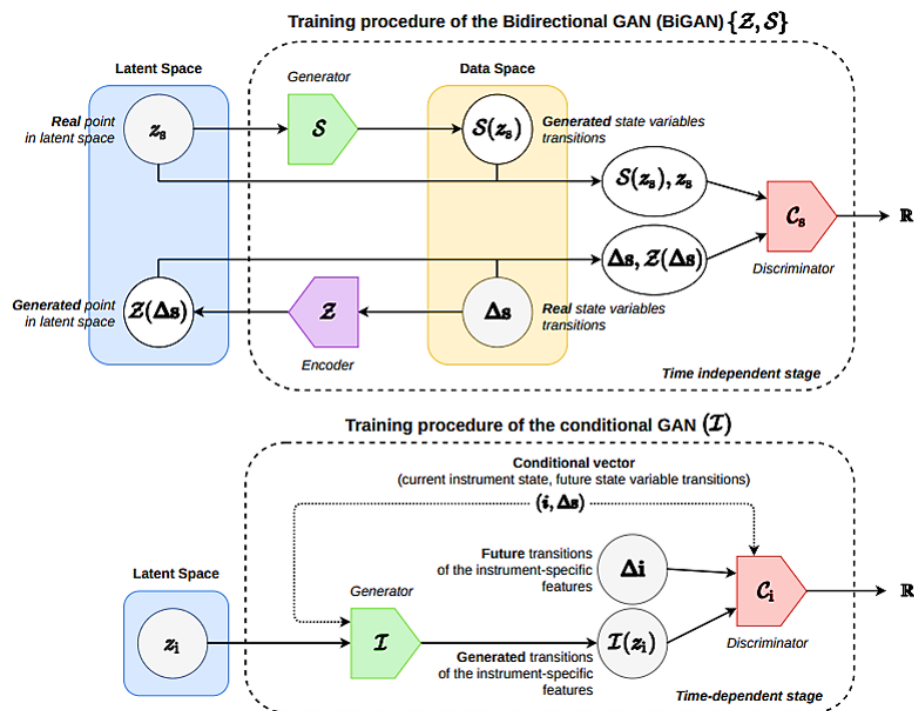 Training procedure of the Bidirectional GAN (BiGAN) {𝒵, 𝒮}
Latent Space
Generator
Data Space
Real point
in latent space
z_s
𝒮
𝒮(z_s)
Generated state variables
transitions
𝒮(z_s), z_s
𝒞_s
ℝ
Discriminator
Δs, 𝒵(Δs)
Generated point
in latent space
𝒵(Δs)
𝒵
Encoder
Δs
Real state variables
transitions
Time independent stage
Training procedure of the conditional GAN (ℐ)
Conditional vector
(current instrument state, future state variable transitions)
(i, Δs)
Latent Space
Future transitions
of the instrument-specific
features
Δi
Generator
𝒞_i
ℝ
z_i
ℐ
ℐ(z_i)
Discriminator
Generated transitions
of the instrument-specific
features
Time-dependent stage